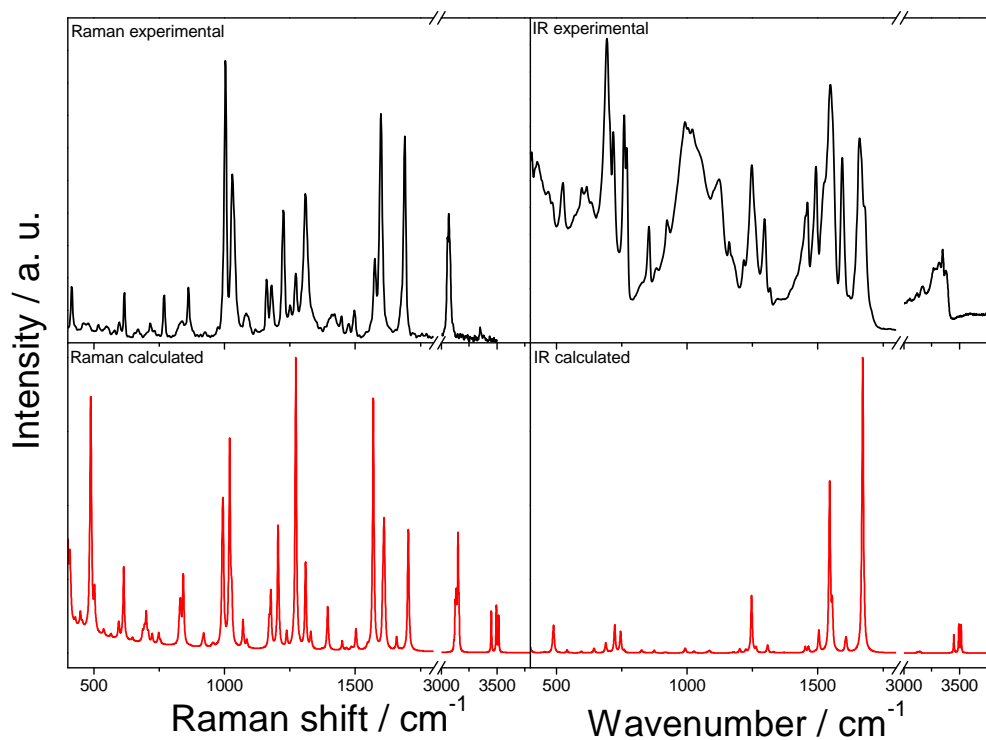 Raman experimental
IR experimental
Raman calculated
IR calculated
Intensity / a. u.
500 1000 1500 3000 3500 500 1000 1500 3000 3500
Raman shift / cm-1
Wavenumber / cm-1